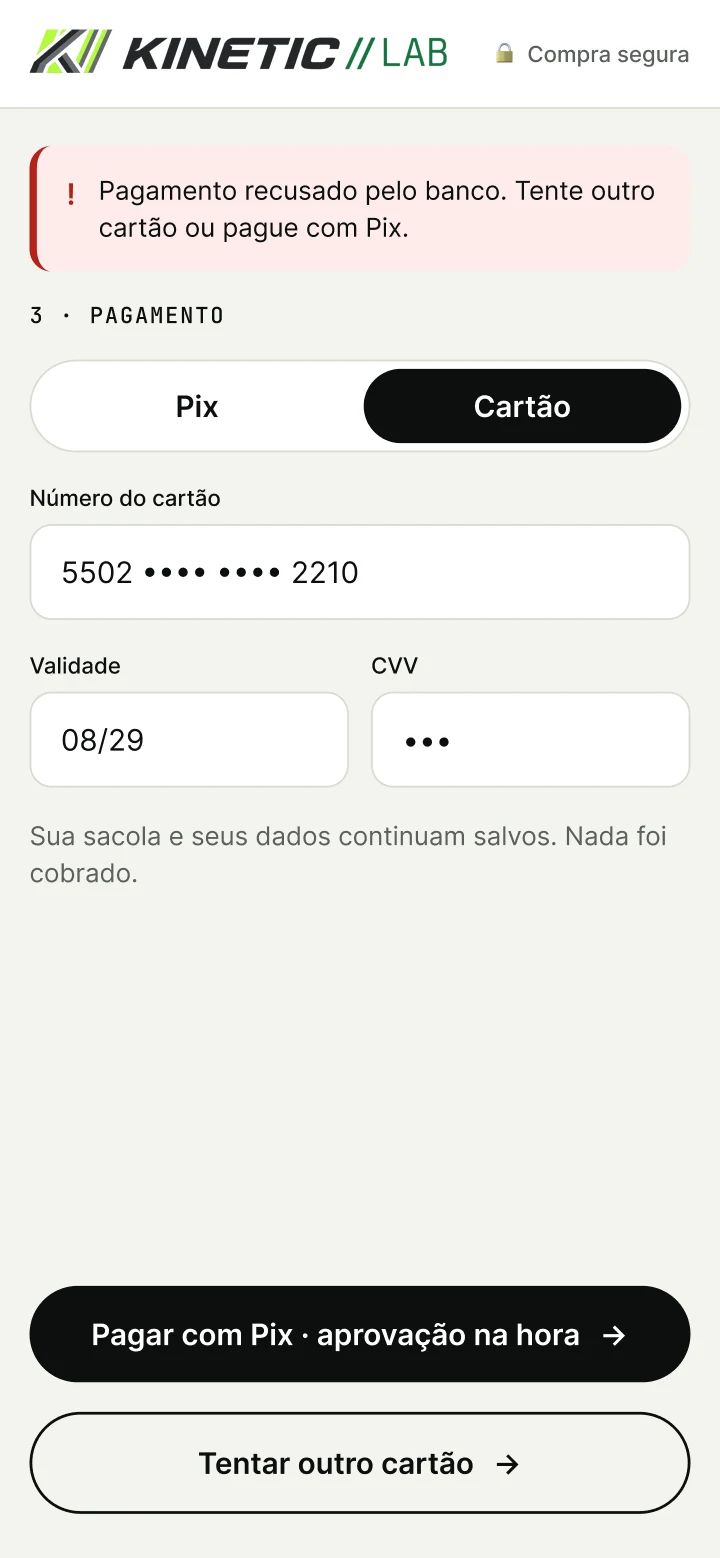 KINETIC //LAB
Compra segura
! Pagamento recusado pelo banco. Tente outro
cartão ou pague com Pix.
3 · PAGAMENTO
Pix
Cartão
Número do cartão
5502 •••• •••• 2210
Validade
CVV
08/29
•••
Sua sacola e seus dados continuam salvos. Nada foi
cobrado.
Pagar com Pix · aprovação na hora →
Tentar outro cartão →